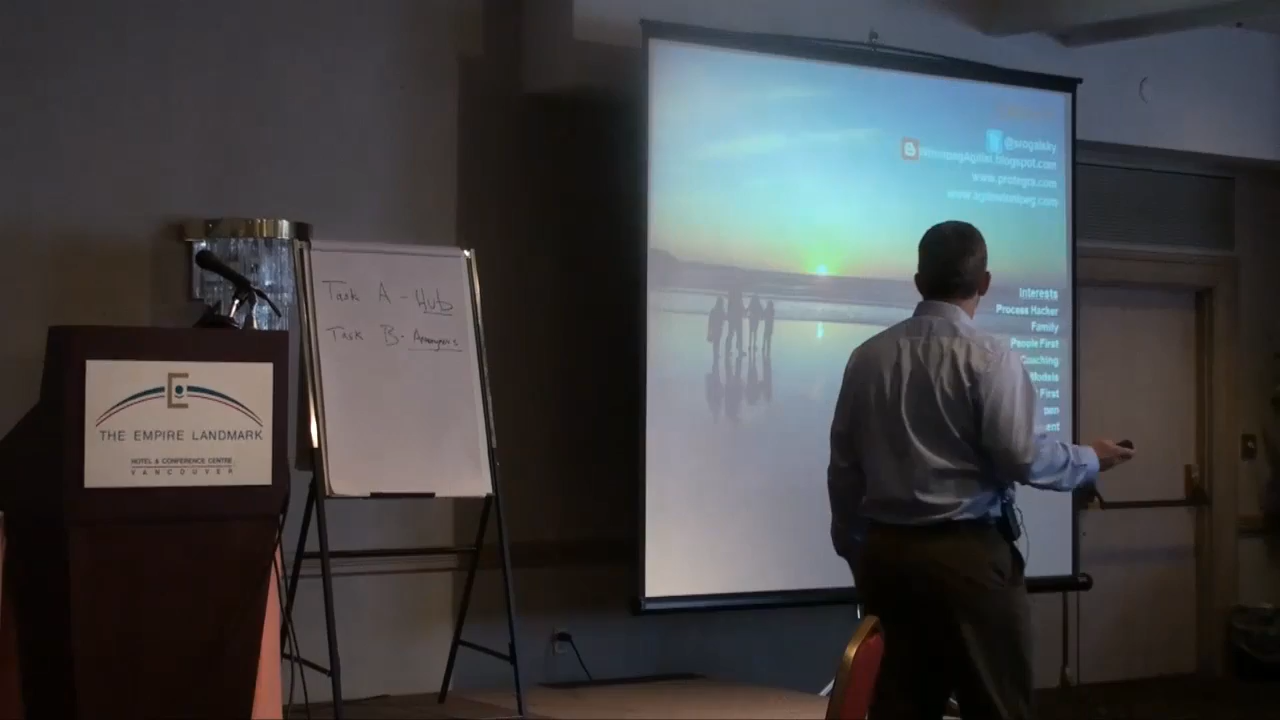 THE EMPIRE LANDMARK
HOTEL & CONFERENCE CENTRE
VANCOUVER
Task A - Hub
Task B -
@srogalsky
WinnipegAgilist.blogspot.com
www.protegra.com
www.agilewinnipeg.com
Interests
Process Hacker
Family
People First
Coaching
Models
First